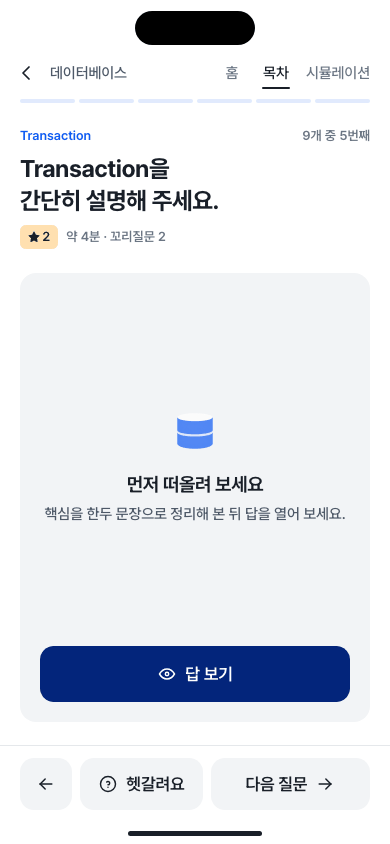 데이터베이스
홈
목차
시뮬레이션
Transaction
9개 중 5번째
Transaction을
간단히 설명해 주세요.
2
약 4분 · 꼬리질문 2
먼저 떠올려 보세요
핵심을 한두 문장으로 정리해 본 뒤 답을 열어 보세요.
답 보기
헷갈려요
다음 질문